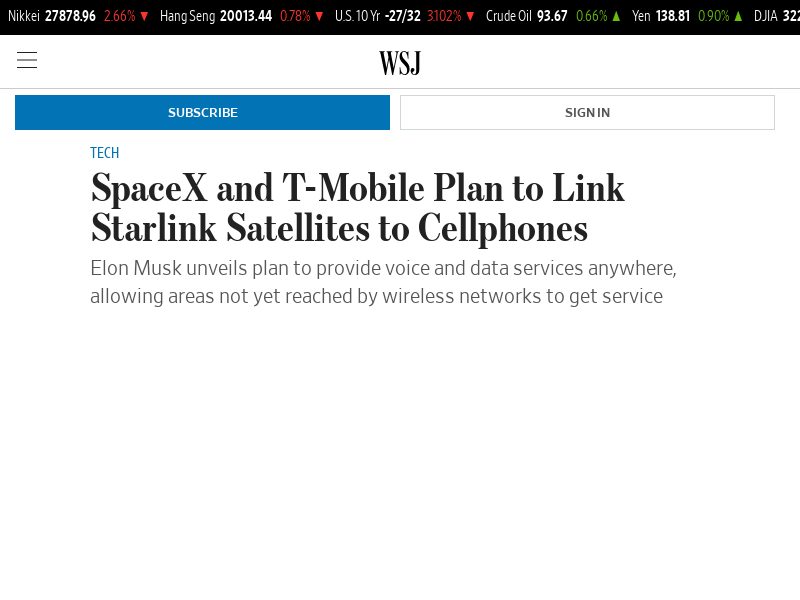 Nikkei 27878.96 2.66% ▼ Hang Seng 20013.44 0.78% ▼ U.S. 10 Yr -27/32 3.102% ▼ Crude Oil 93.67 0.66% ▲ Yen 138.81 0.90% ▲ DJIA 322
WSJ
SUBSCRIBE SIGN IN
TECH
SpaceX and T-Mobile Plan to Link
Starlink Satellites to Cellphones
Elon Musk unveils plan to provide voice and data services anywhere,
allowing areas not yet reached by wireless networks to get service